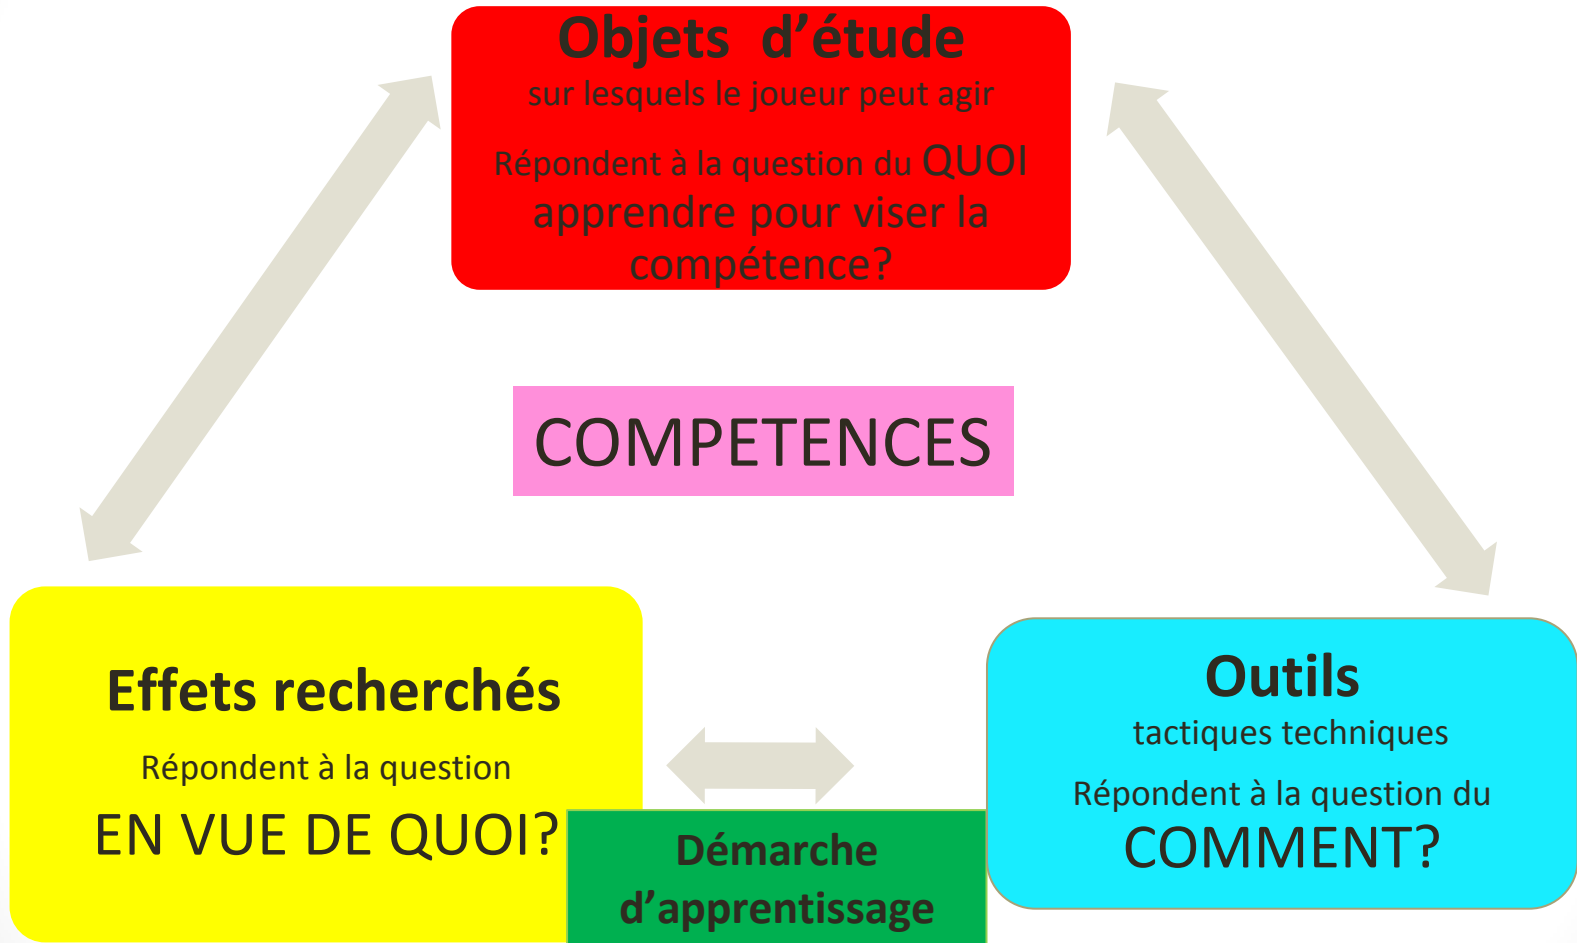 Objets d’étude
sur lesquels le joueur peut agir
Répondent à la question du QUOI
apprendre pour viser la
compétence?
COMPETENCES
Effets recherchés
Répondent à la question
EN VUE DE QUOI?
Outils
tactiques techniques
Répondent à la question du
COMMENT?
Démarche
d’apprentissage